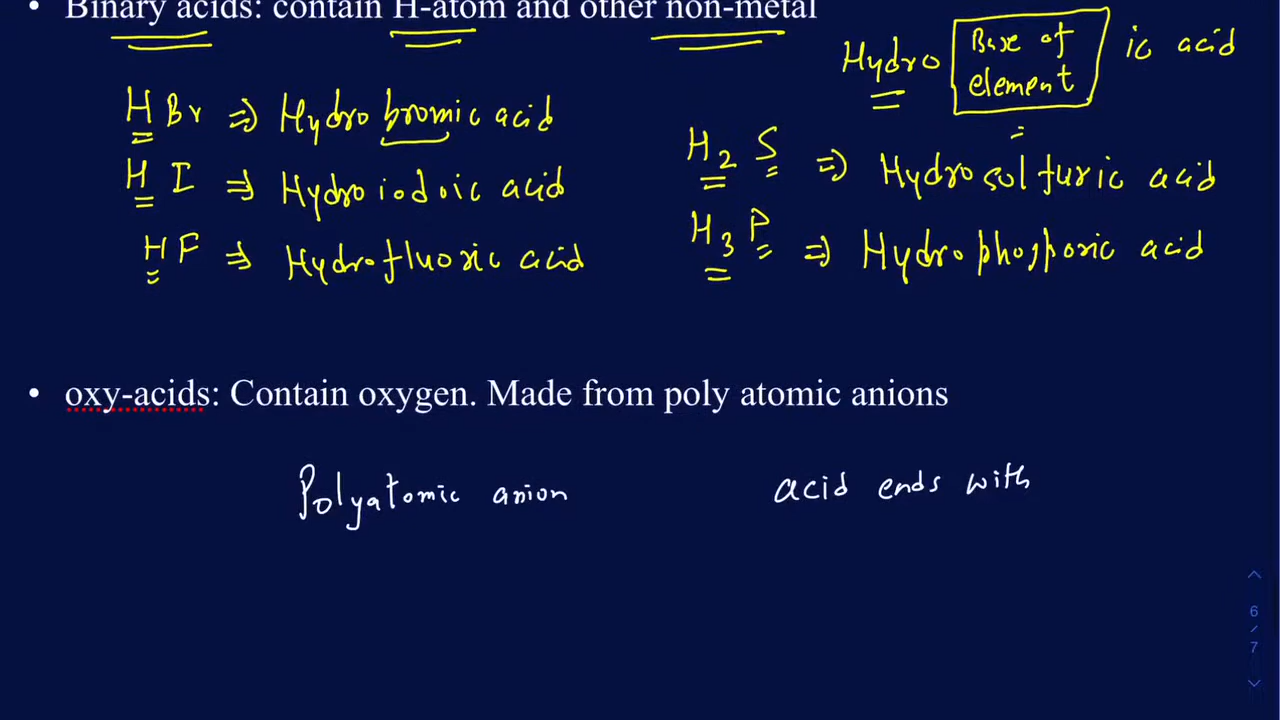 • Binary acids: contain H-atom and other non-metal
Hydro Base of element ic acid
HBr ⇒ Hydrobromic acid
HI ⇒ Hydroiodoic acid
HF ⇒ Hydrofluoric acid
H2S ⇒ Hydrosolfuric acid
H3P ⇒ Hydrophosphoric acid
• oxy-acids: Contain oxygen. Made from poly atomic anions
Polyatomic anion acid ends with
6
/
7